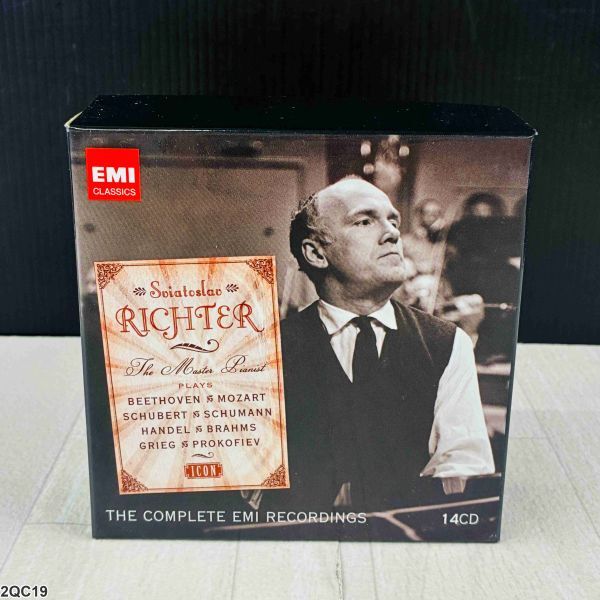 EMI
CLASSICS
Sviatoslav
RICHTER
The Master Pianist
PLAYS
BEETHOVEN & MOZART
SCHUBERT & SCHUMANN
HANDEL & BRAHMS
GRIEG & PROKOFIEV
ICON
THE COMPLETE EMI RECORDINGS 14CD
2QC19